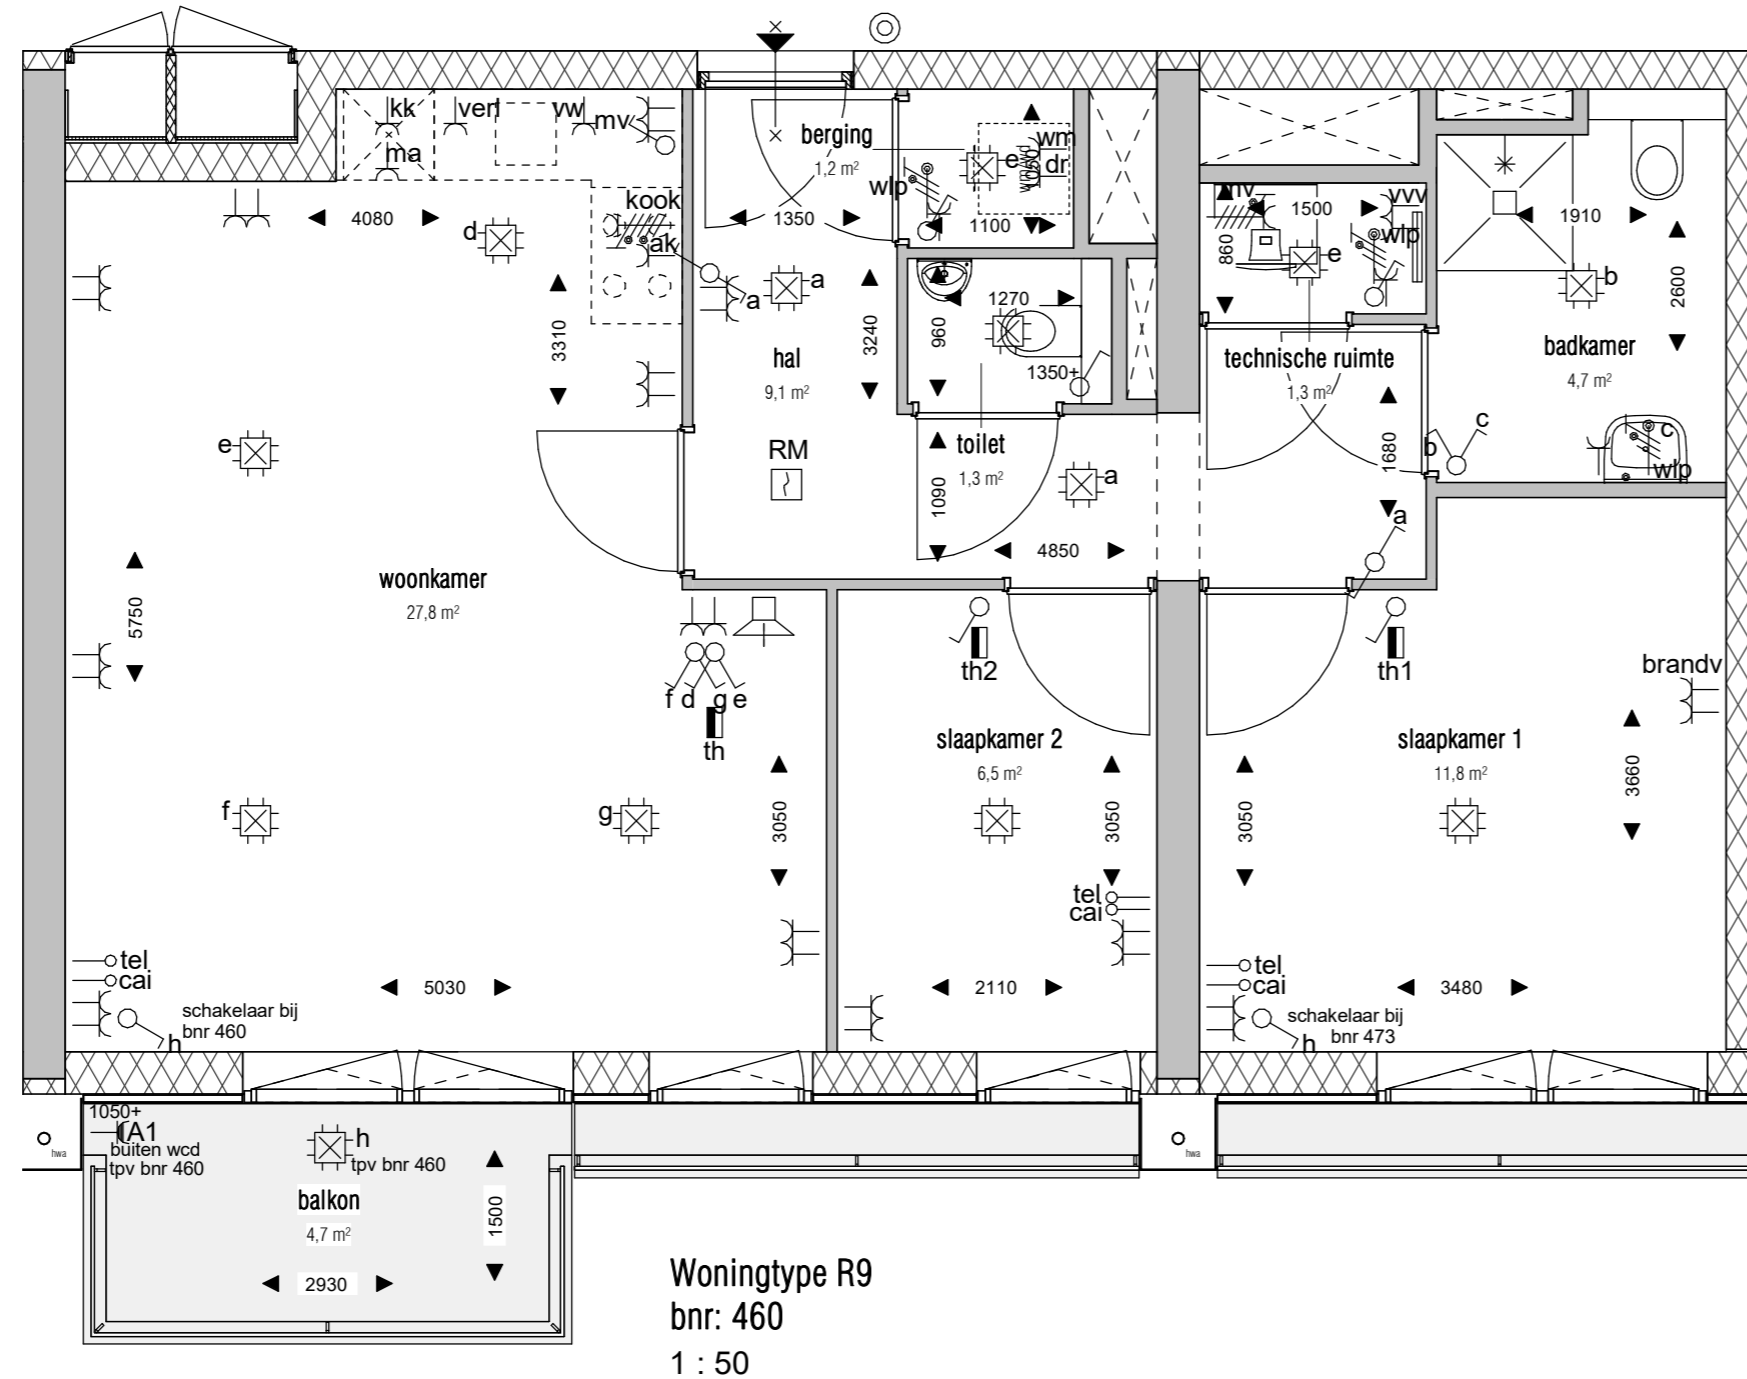 kk
verl
vw
mv
ma
kook
ak
d
4080
3310
berging
1,2 m²
1350
wlp
e
wm
dr
1100
a
a
hal
9,1 m²
3240
960
1270
1350+
RM
toilet
1,3 m²
1090
a
4850
mv
1500
vvv
860
wlp
e
technische ruimte
1,3 m²
1680
a
1910
b
2600
badkamer
4,7 m²
c
b
c
wlp
e
5750
woonkamer
27,8 m²
f d g e
th
f
g
3050
th2
slaapkamer 2
6,5 m²
3050
tel
cai
2110
th1
brandv
slaapkamer 1
11,8 m²
3050
3660
tel
cai
schakelaar bij
bnr 473
h
3480
tel
cai
schakelaar bij
bnr 460
h
5030
1050+
A1
buiten wcd
tpv bnr 460
h
tpv bnr 460
hwa
hwa
balkon
4,7 m²
1500
2930
Woningtype R9
bnr: 460
1 : 50